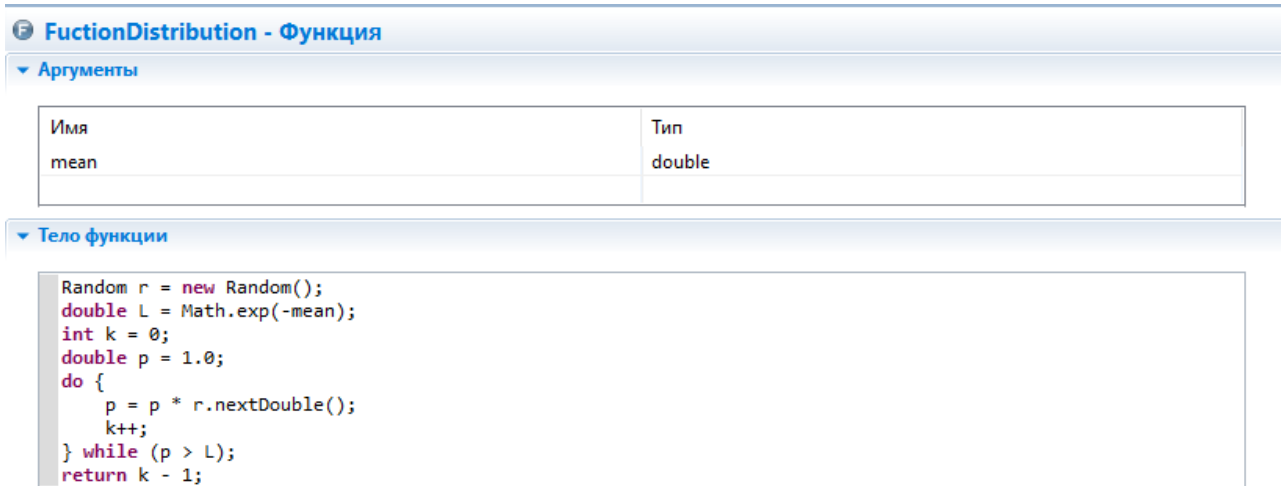 FuctionDistribution - Функция
Аргументы
Имя Тип
mean double
Тело функции
Random r = new Random();
double L = Math.exp(-mean);
int k = 0;
double p = 1.0;
do {
    p = p * r.nextDouble();
    k++;
} while (p > L);
return k - 1;